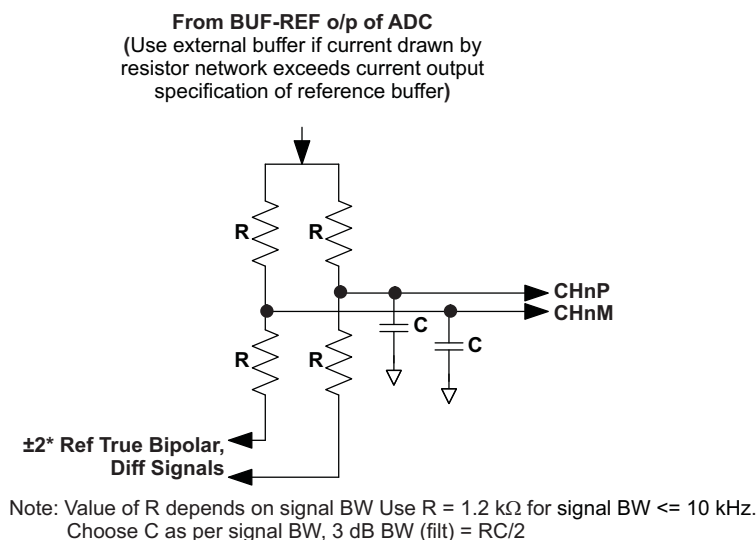 From BUF-REF o/p of ADC
(Use external buffer if current drawn by
resistor network exceeds current output
specification of reference buffer)
R R
CHnP
CHnM
C
C
R R
±2* Ref True Bipolar,
Diff Signals
Note: Value of R depends on signal BW Use R = 1.2 kΩ for signal BW <= 10 kHz.
Choose C as per signal BW, 3 dB BW (filt) = RC/2